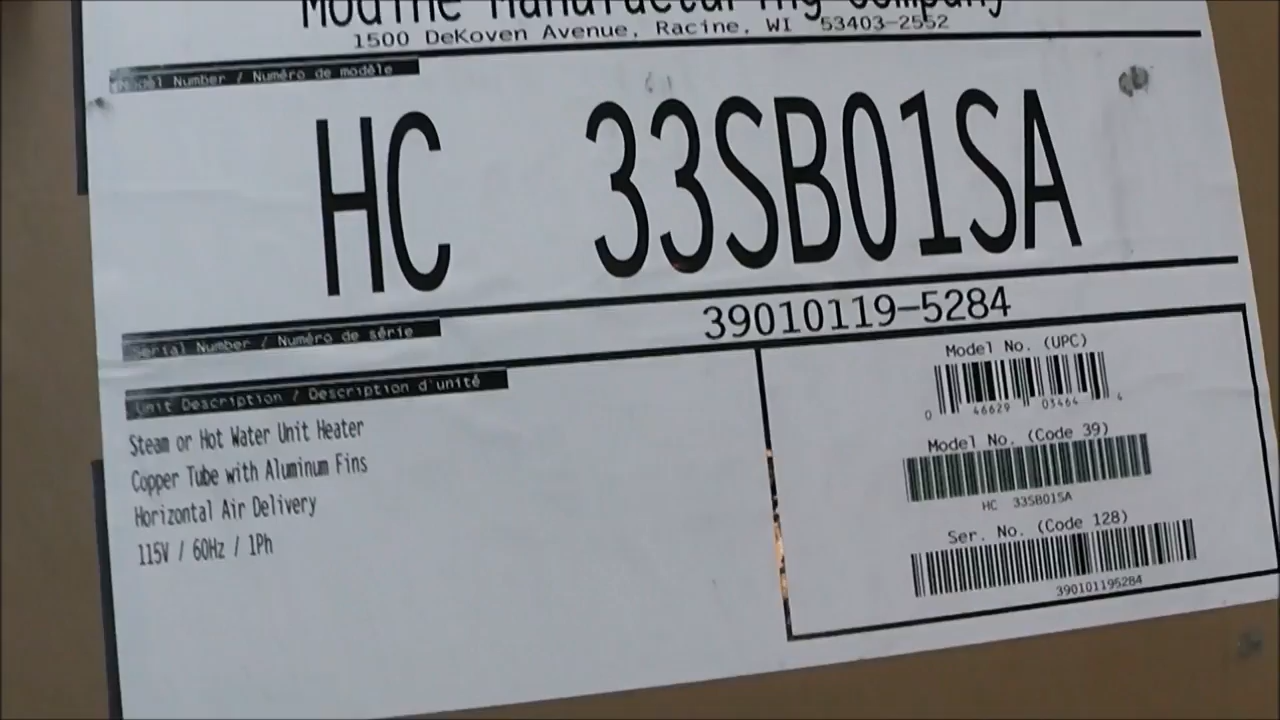 Modine Manufacturing Company
1500 DeKoven Avenue, Racine, WI 53403-2552
Model Number / Numéro de modèle
HC 33SB01SA
Serial Number / Numéro de série
39010119-5284
Unit Description / Description d'unité
Steam or Hot Water Unit Heater
Copper Tube with Aluminum Fins
Horizontal Air Delivery
115V / 60Hz / 1Ph
Model No. (UPC)
0 46629 03464 4
Model No. (Code 39)
HC 33SB01SA
Ser. No. (Code 128)
390101195284